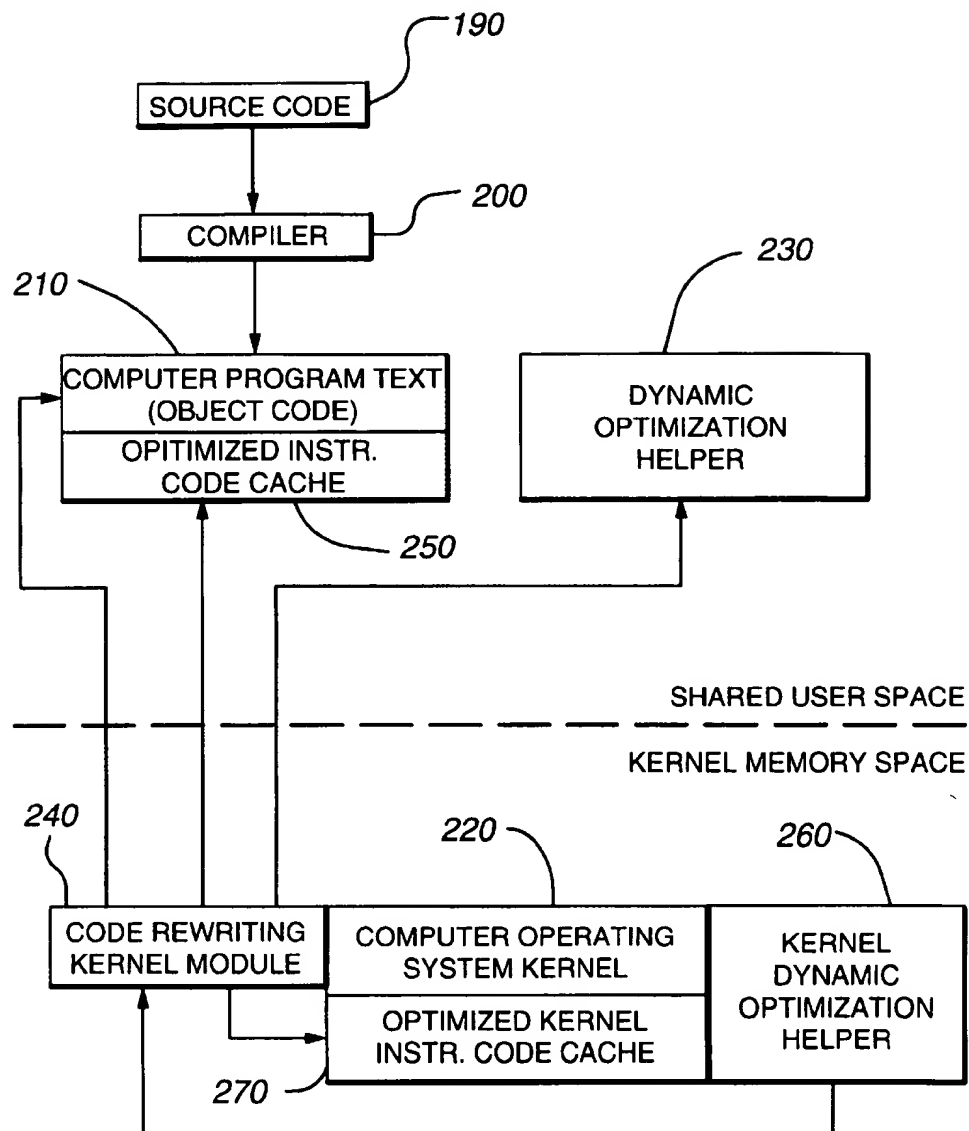 190
SOURCE CODE
200
COMPILER
210
230
COMPUTER PROGRAM TEXT
(OBJECT CODE)
OPITIMIZED INSTR.
CODE CACHE
DYNAMIC
OPTIMIZATION
HELPER
250
SHARED USER SPACE
KERNEL MEMORY SPACE
240
220
260
CODE REWRITING
KERNEL MODULE
COMPUTER OPERATING
SYSTEM KERNEL
OPTIMIZED KERNEL
INSTR. CODE CACHE
KERNEL
DYNAMIC
OPTIMIZATION
HELPER
270